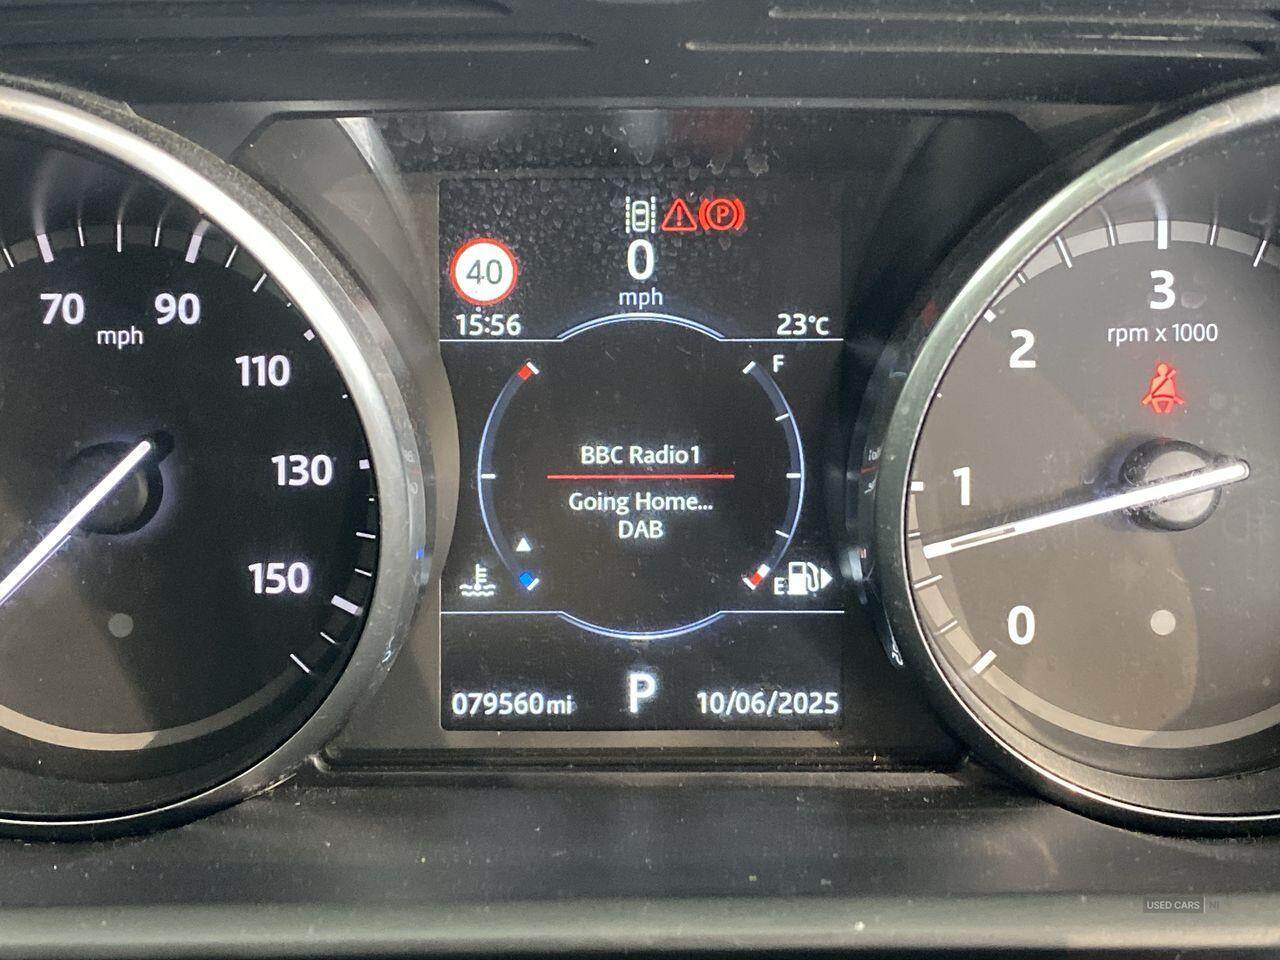 40
0
mph
15:56
23°C
70
90
mph
110
130
150
F
BBC Radio1
Going Home...
DAB
E
079560mi
P
10/06/2025
3
rpm x 1000
2
1
0
P
USED CARS NI